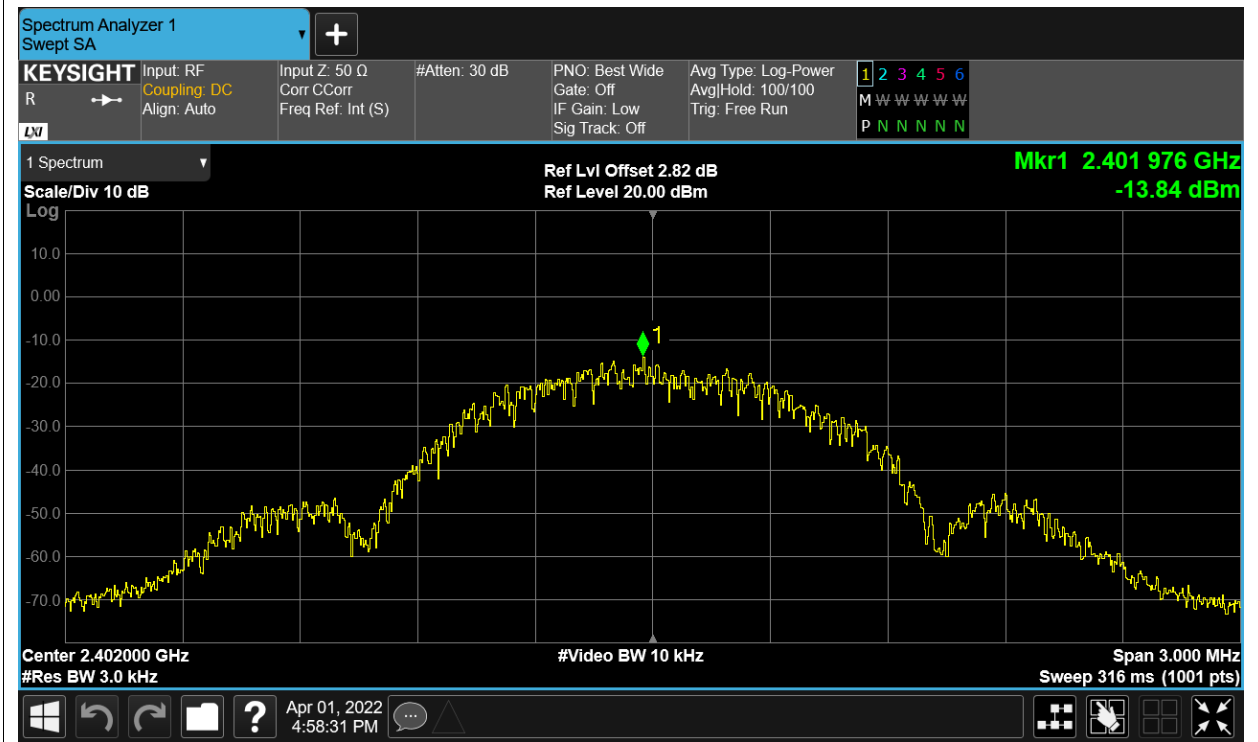 Spectrum Analyzer 1
Swept SA
+
KEYSIGHT
R
LXI
Input: RF
Coupling: DC
Align: Auto
Input Z: 50 Ω
Corr CCorr
Freq Ref: Int (S)
#Atten: 30 dB
PNO: Best Wide
Gate: Off
IF Gain: Low
Sig Track: Off
Avg Type: Log-Power
Avg|Hold: 100/100
Trig: Free Run
1 2 3 4 5 6
M W W W W W
P N N N N N
1 Spectrum
Scale/Div 10 dB
Log
Ref Lvl Offset 2.82 dB
Ref Level 20.00 dBm
Mkr1 2.401 976 GHz
-13.84 dBm
10.0
0.00
-10.0
-20.0
-30.0
-40.0
-50.0
-60.0
-70.0
1
Center 2.402000 GHz
#Res BW 3.0 kHz
#Video BW 10 kHz
Span 3.000 MHz
Sweep 316 ms (1001 pts)
?
Apr 01, 2022
4:58:31 PM